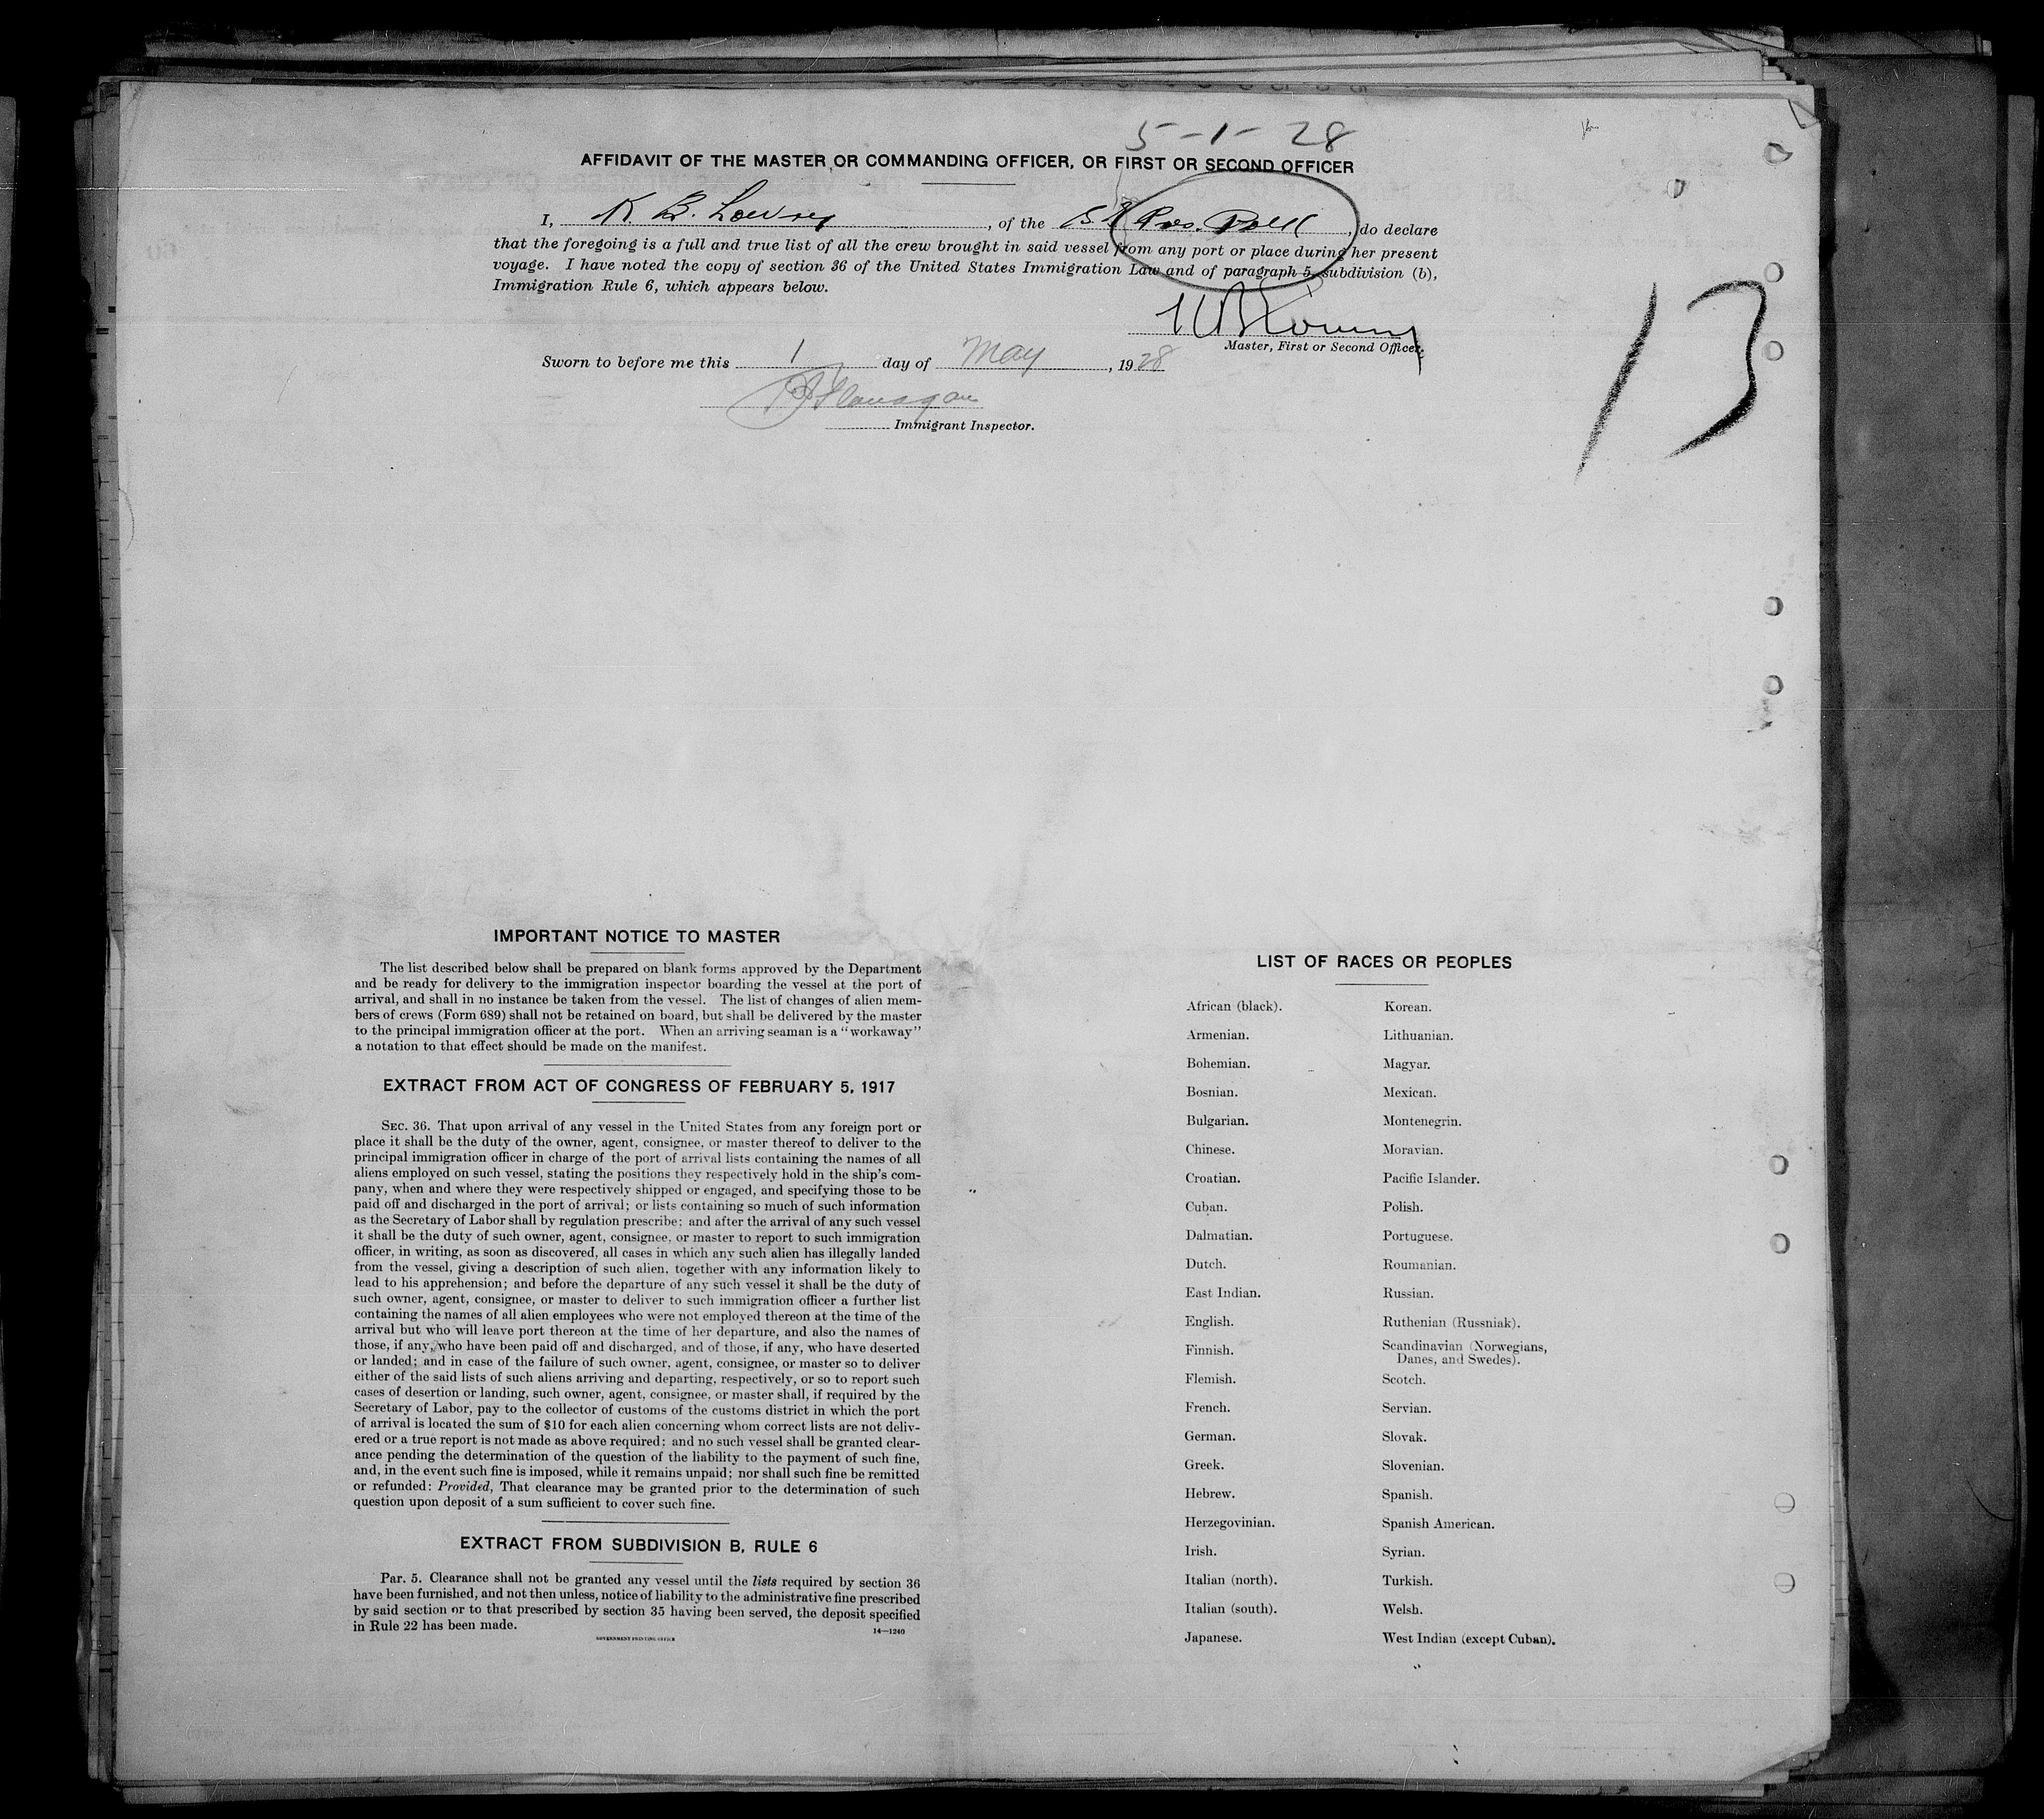 5-1-28
AFFIDAVIT OF THE MASTER OR COMMANDING OFFICER, OR FIRST OR SECOND OFFICER
I, K. B. Lowry, of the S.S. Pres. Polk, do declare
that the foregoing is a full and true list of all the crew brought in said vessel from any port or place during her present
voyage. I have noted the copy of section 36 of the United States Immigration Law and of paragraph 5, subdivision (b),
Immigration Rule 6, which appears below.
13
Master, First or Second Officer.
Sworn to before me this 1 day of May, 1928
Flanagan
Immigrant Inspector.
IMPORTANT NOTICE TO MASTER
The list described below shall be prepared on blank forms approved by the Department
and be ready for delivery to the immigration inspector boarding the vessel at the port of
arrival, and shall in no instance be taken from the vessel. The list of changes of alien mem-
bers of crews (Form 689) shall not be retained on board, but shall be delivered by the master
to the principal immigration officer at the port. When an arriving seaman is a "workaway"
a notation to that effect should be made on the manifest.
EXTRACT FROM ACT OF CONGRESS OF FEBRUARY 5, 1917
SEC. 36. That upon arrival of any vessel in the United States from any foreign port or
place it shall be the duty of the owner, agent, consignee, or master thereof to deliver to the
principal immigration officer in charge of the port of arrival lists containing the names of all
aliens employed on such vessel, stating the positions they respectively hold in the ship's com-
pany, when and where they were respectively shipped or engaged, and specifying those to be
paid off and discharged in the port of arrival; or lists containing so much of such information
as the Secretary of Labor shall by regulation prescribe; and after the arrival of any such vessel
it shall be the duty of such owner, agent, consignee, or master to report to such immigration
officer, in writing, as soon as discovered, all cases in which any such alien has illegally landed
from the vessel, giving a description of such alien, together with any information likely to
lead to his apprehension; and before the departure of any such vessel it shall be the duty of
such owner, agent, consignee, or master to deliver to such immigration officer a further list
containing the names of all alien employees who were not employed thereon at the time of the
arrival but who will leave port thereon at the time of her departure, and also the names of
those, if any, who have been paid off and discharged, and of those, if any, who have deserted
or landed; and in case of the failure of such owner, agent, consignee, or master so to deliver
either of the said lists of such aliens arriving and departing, respectively, or so to report such
cases of desertion or landing, such owner, agent, consignee, or master shall, if required by the
Secretary of Labor, pay to the collector of customs of the customs district in which the port
of arrival is located the sum of $10 for each alien concerning whom correct lists are not deliv-
ered or a true report is not made as above required; and no such vessel shall be granted clear-
ance pending the determination of the question of the liability to the payment of such fine,
and, in the event such fine is imposed, while it remains unpaid; nor shall such fine be remitted
or refunded: Provided, That clearance may be granted prior to the determination of such
question upon deposit of a sum sufficient to cover such fine.
EXTRACT FROM SUBDIVISION B, RULE 6
Par. 5. Clearance shall not be granted any vessel until the lists required by section 36
have been furnished, and not then unless, notice of liability to the administrative fine prescribed
by said section or to that prescribed by section 35 having been served, the deposit specified
in Rule 22 has been made.
14—1240
GOVERNMENT PRINTING OFFICE
LIST OF RACES OR PEOPLES
African (black).
Armenian.
Bohemian.
Bosnian.
Bulgarian.
Chinese.
Croatian.
Cuban.
Dalmatian.
Dutch.
East Indian.
English.
Finnish.
Flemish.
French.
German.
Greek.
Hebrew.
Herzegovinian.
Irish.
Italian (north).
Italian (south).
Japanese.
Korean.
Lithuanian.
Magyar.
Mexican.
Montenegrin.
Moravian.
Pacific Islander.
Polish.
Portuguese.
Roumanian.
Russian.
Ruthenian (Russniak).
Scandinavian (Norwegians,
Danes, and Swedes).
Scotch.
Servian.
Slovak.
Slovenian.
Spanish.
Spanish American.
Syrian.
Turkish.
Welsh.
West Indian (except Cuban).